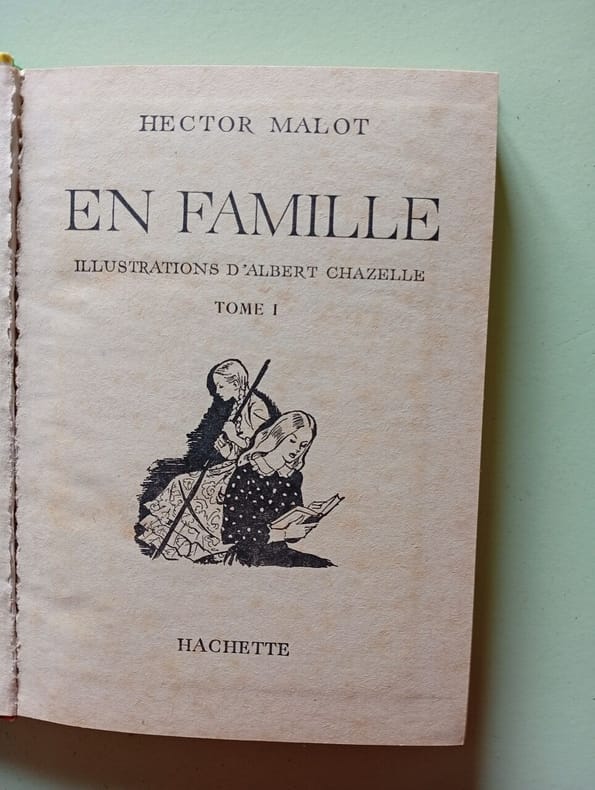 HECTOR MALOT
EN FAMILLE
ILLUSTRATIONS D'ALBERT CHAZELLE
TOME I
HACHETTE